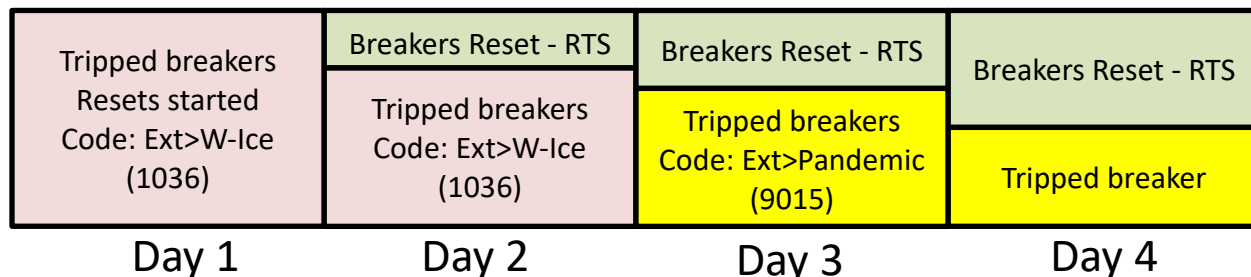 Tripped breakers
Resets started
Code: Ext>W-Ice
(1036)
Breakers Reset - RTS
Tripped breakers
Code: Ext>W-Ice
(1036)
Breakers Reset - RTS
Tripped breakers
Code: Ext>Pandemic
(9015)
Breakers Reset - RTS
Tripped breaker
Day 1
Day 2
Day 3
Day 4